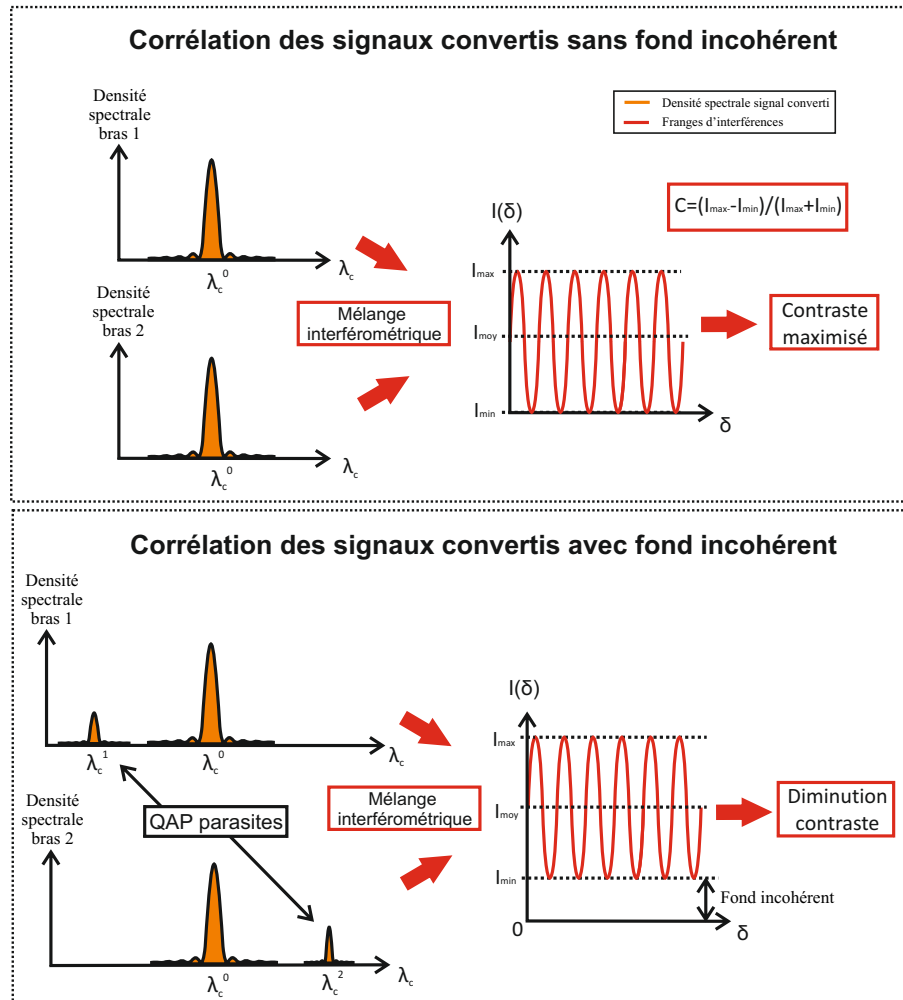 Corrélation des signaux convertis sans fond incohérent
Densité
spectrale
bras 1
λc0
λc
Densité
spectrale
bras 2
λc0
λc
Mélange
interférométrique
Densité spectrale signal converti
Franges d'interférences
C=(Imax-Imin)/(Imax+Imin)
I(δ)
Imax
Imoy
Imin
δ
Contraste
maximisé
Corrélation des signaux convertis avec fond incohérent
Densité
spectrale
bras 1
λc1
λc0
λc
QAP parasites
Densité
spectrale
bras 2
λc0
λc2
λc
Mélange
interférométrique
I(δ)
Imax
Imoy
Imin
0
δ
Fond incohérent
Diminution
contraste